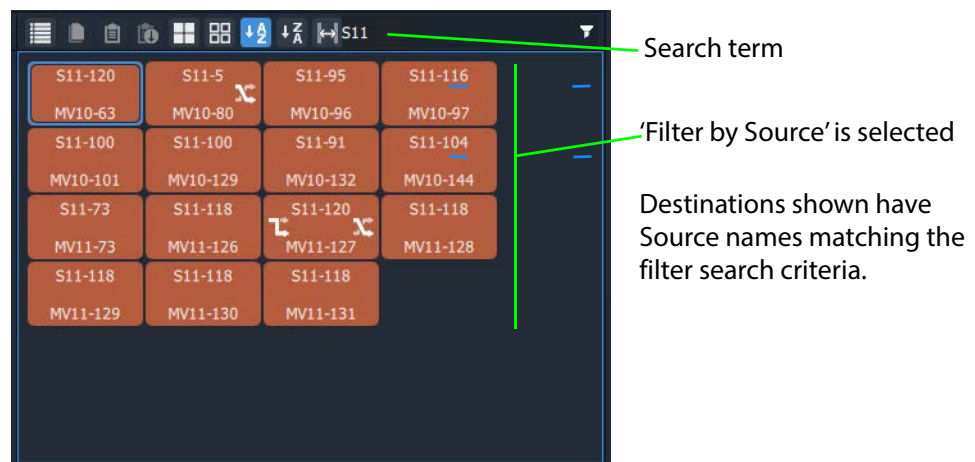 S11
Search term
S11-120 S11-5 S11-95 S11-116
MV10-63 MV10-80 MV10-96 MV10-97
'Filter by Source' is selected
S11-100 S11-100 S11-91 S11-104
MV10-101 MV10-129 MV10-132 MV10-144
S11-73 S11-118 S11-120 S11-118
MV11-73 MV11-126 MV11-127 MV11-128
Destinations shown have
Source names matching the
filter search criteria.
S11-118 S11-118 S11-118
MV11-129 MV11-130 MV11-131